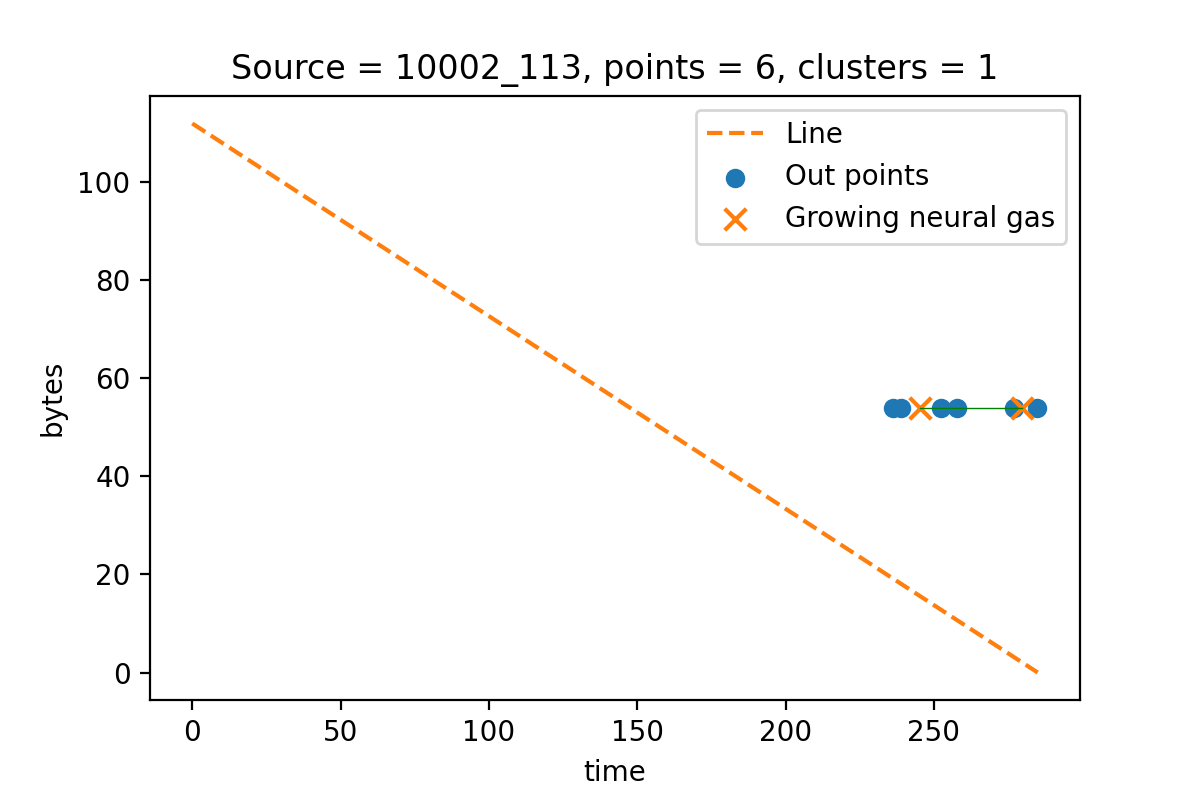 Source = 10002_113, points = 6, clusters = 1
Line
Out points
Growing neural gas
bytes
100
80
60
40
20
0
0 50 100 150 200 250
time